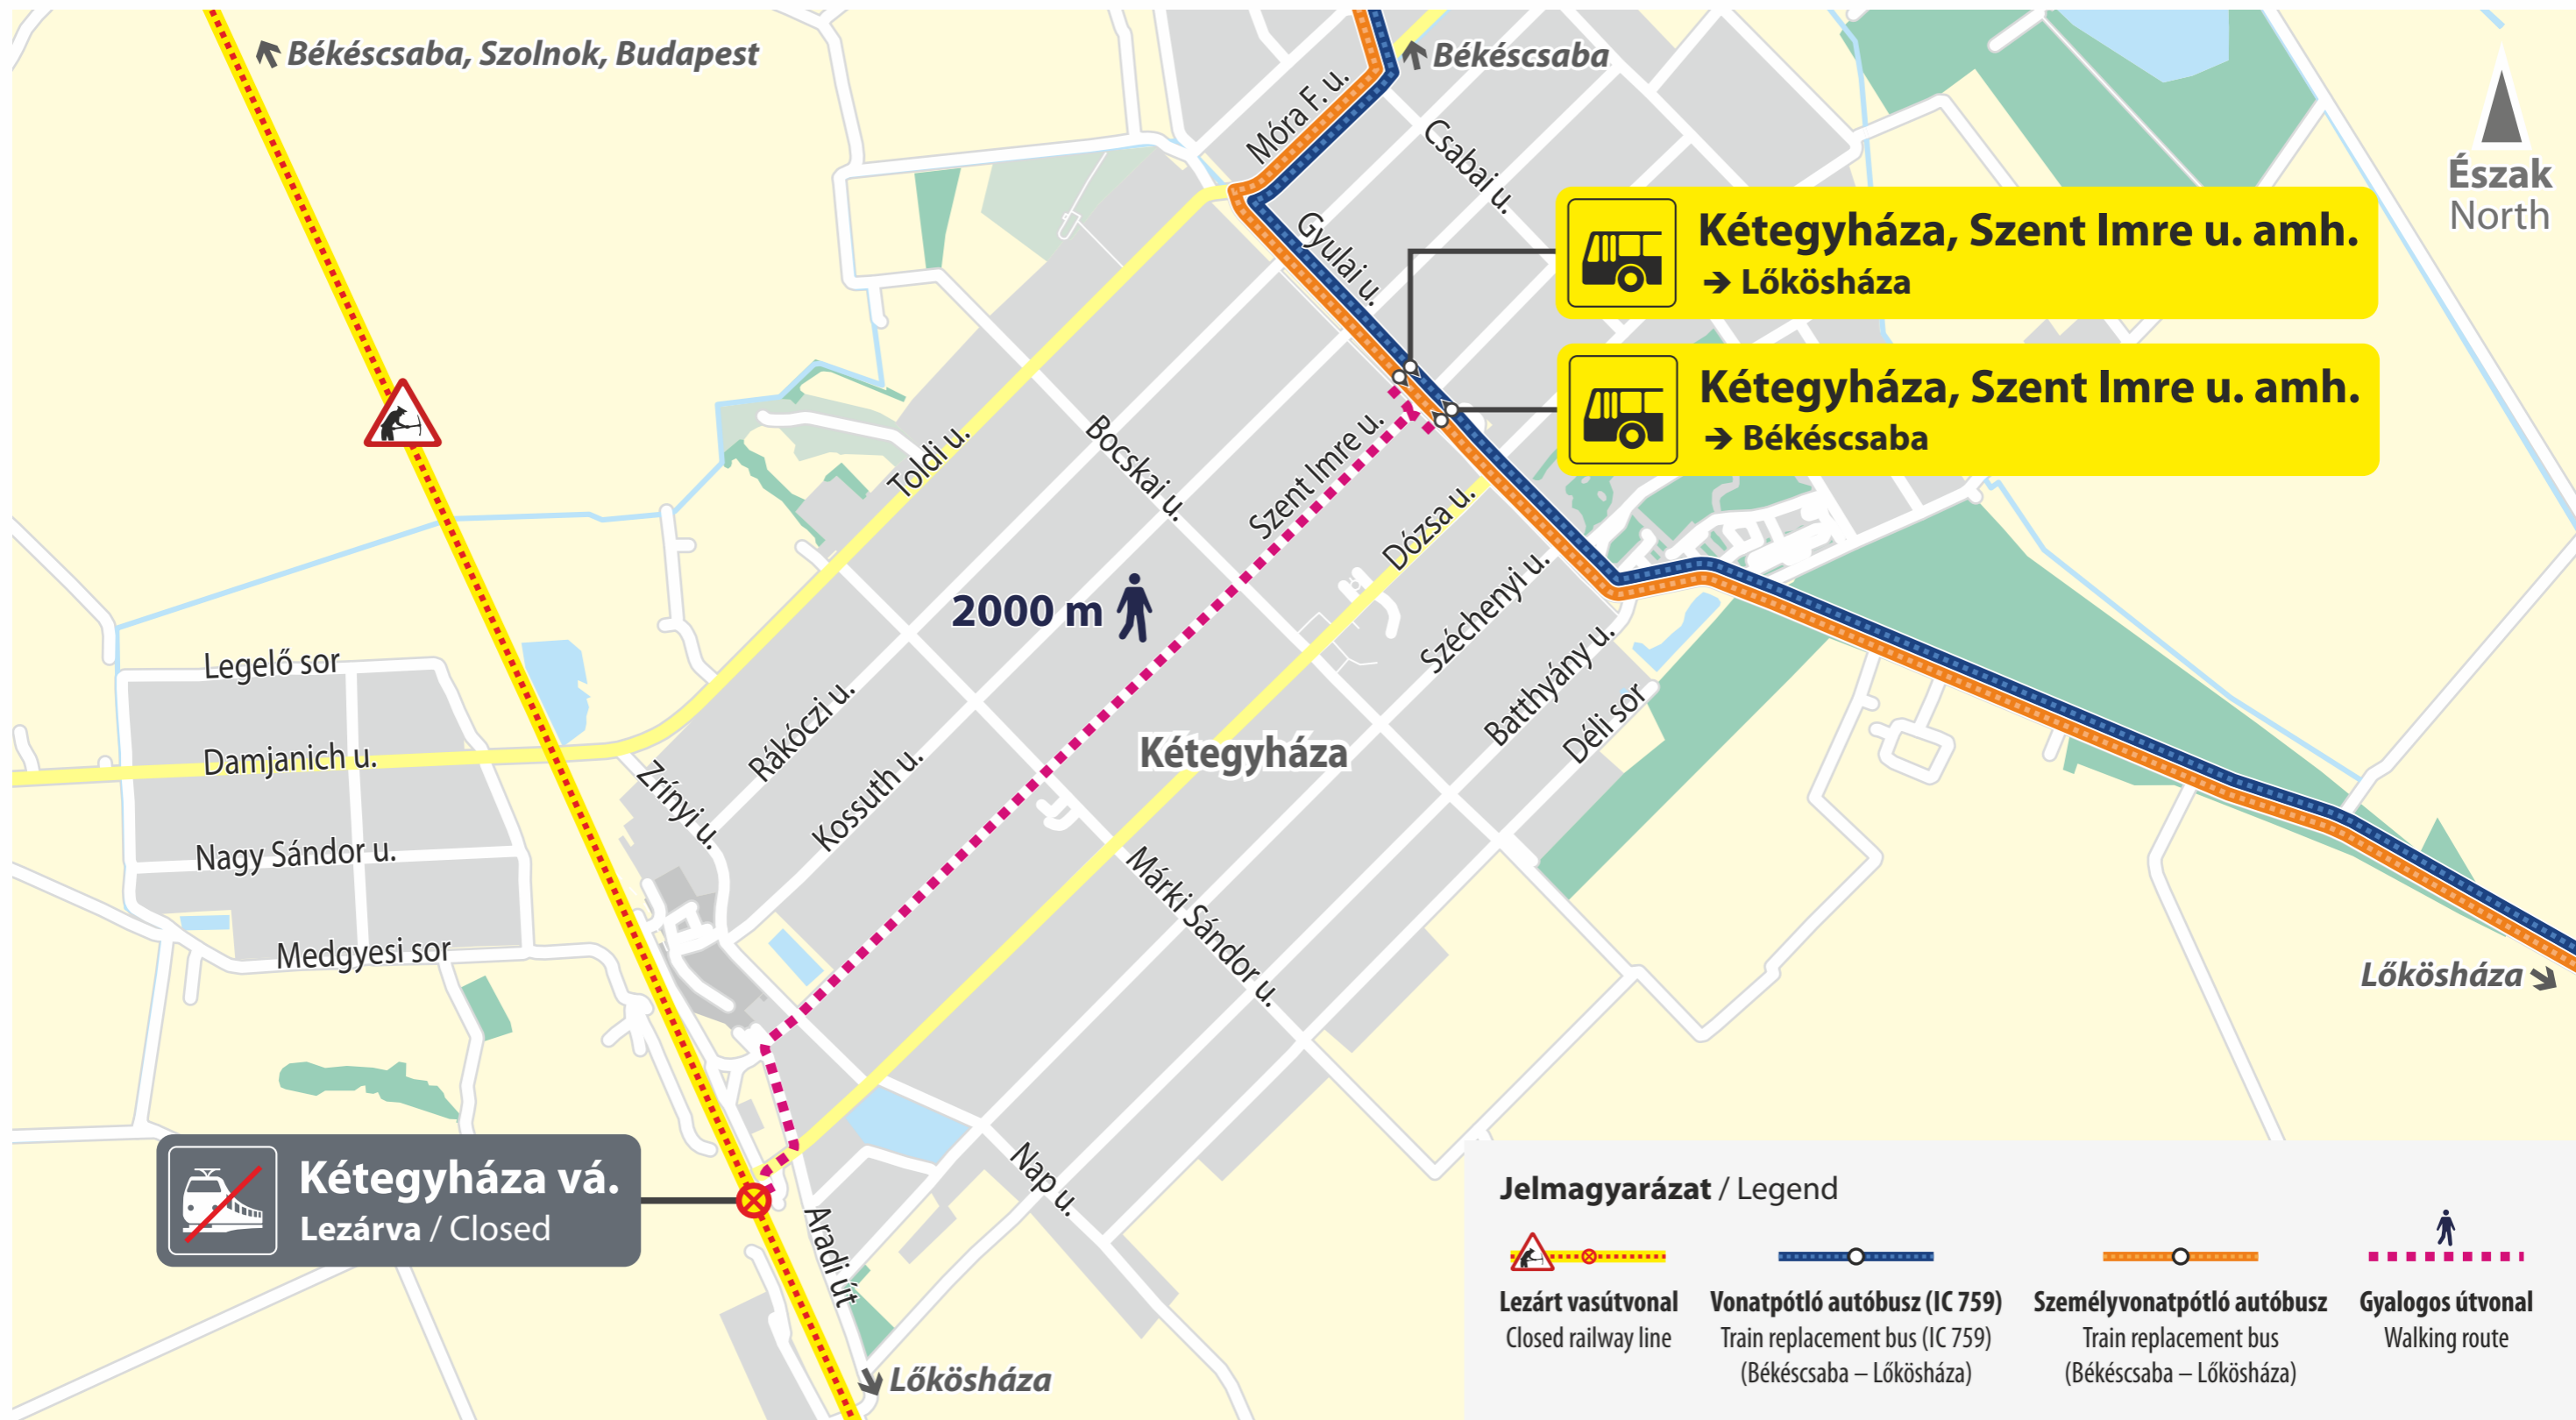 Békéscsaba, Szolnok, Budapest
Békéscsaba
Észak
North
Móra F. u.
Csabai u.
Gyulai u.
Kétegyháza, Szent Imre u. amh.
→ Lőkösháza
Kétegyháza, Szent Imre u. amh.
→ Békéscsaba
Toldi u.
Bocskai u.
Szent Imre u.
Dózsa u.
Széchenyi u.
Batthyány u.
Déli sor
2000 m
Legelő sor
Damjanich u.
Nagy Sándor u.
Medgyesi sor
Zrínyi u.
Rákóczi u.
Kossuth u.
Kétegyháza
Márki Sándor u.
Lőkösháza
Kétegyháza vá.
Lezárva / Closed
Nap u.
Aradi út
Lőkösháza
Jelmagyarázat / Legend
Lezárt vasútvonal
Closed railway line
Vonatpótló autóbusz (IC 759)
Train replacement bus (IC 759)
(Békéscsaba – Lőkösháza)
Személyvonatpótló autóbusz
Train replacement bus
(Békéscsaba – Lőkösháza)
Gyalogos útvonal
Walking route